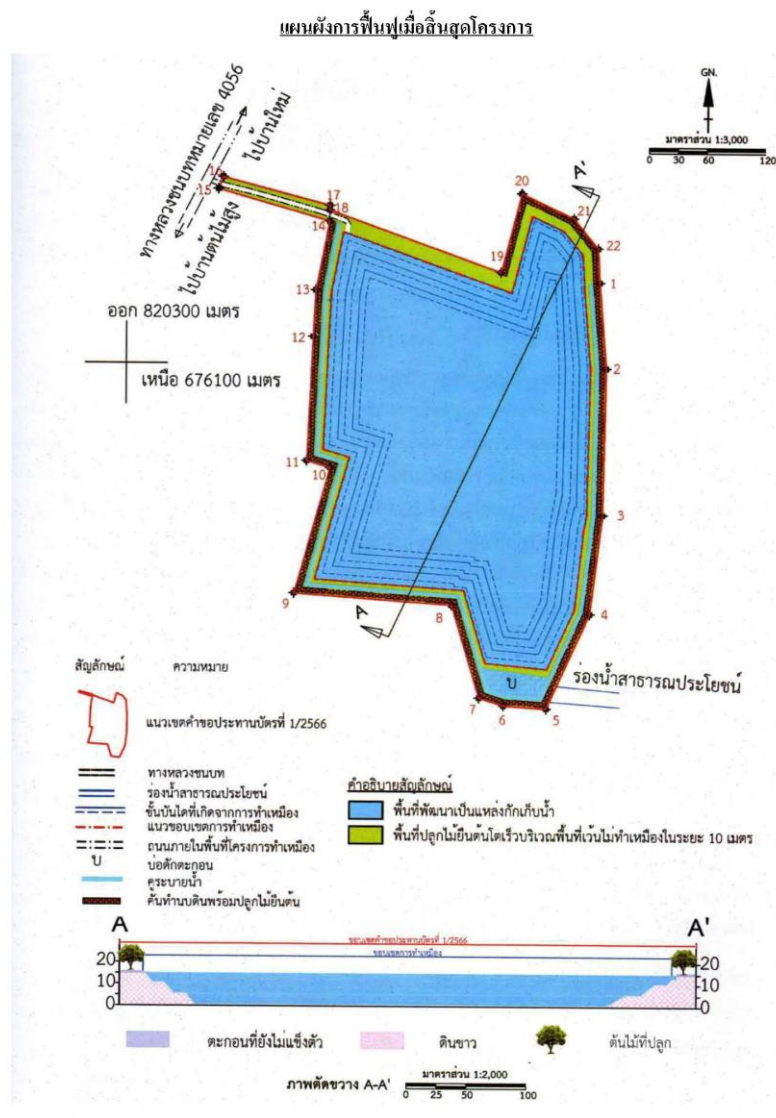 แผนผังการฟื้นฟูเมื่อสิ้นสุดโครงการ
GN.
มาตราส่วน 1:3,000
0 30 60 120
ทางหลวงชนบทหมายเลข 4056
ไปบ้านใหม่
ไปบ้านต้นไม้สูง
A'
16
15
17
18
14
20
21
22
19
1
13
12
2
ออก 820300 เมตร
เหนือ 676100 เมตร
11
10
3
9
8
4
A
บ
ร่องน้ำสาธารณประโยชน์
7
6
5
สัญลักษณ์ ความหมาย
แนวเขตคำขอประทานบัตรที่ 1/2566
ทางหลวงชนบท
ร่องน้ำสาธารณประโยชน์
ขั้นบันไดที่เกิดจากการทำเหมือง
แนวขอบเขตการทำเหมือง
ถนนภายในพื้นที่โครงการทำเหมือง
บ บ่อดักตะกอน
คูระบายน้ำ
คันทำนบดินพร้อมปลูกไม้ยืนต้น
คำอธิบายสัญลักษณ์
พื้นที่พัฒนาเป็นแหล่งกักเก็บน้ำ
พื้นที่ปลูกไม้ยืนต้นโตเร็วบริเวณพื้นที่เว้นไม่ทำเหมืองในระยะ 10 เมตร
A A'
ขอบเขตคำขอประทานบัตรที่ 1/2566
ขอบเขตการทำเหมือง
20 20
10 10
0 0
ตะกอนที่ยังไม่แข็งตัว ดินขาว ต้นไม้ที่ปลูก
ภาพตัดขวาง A-A' มาตราส่วน 1:2,000
0 25 50 100